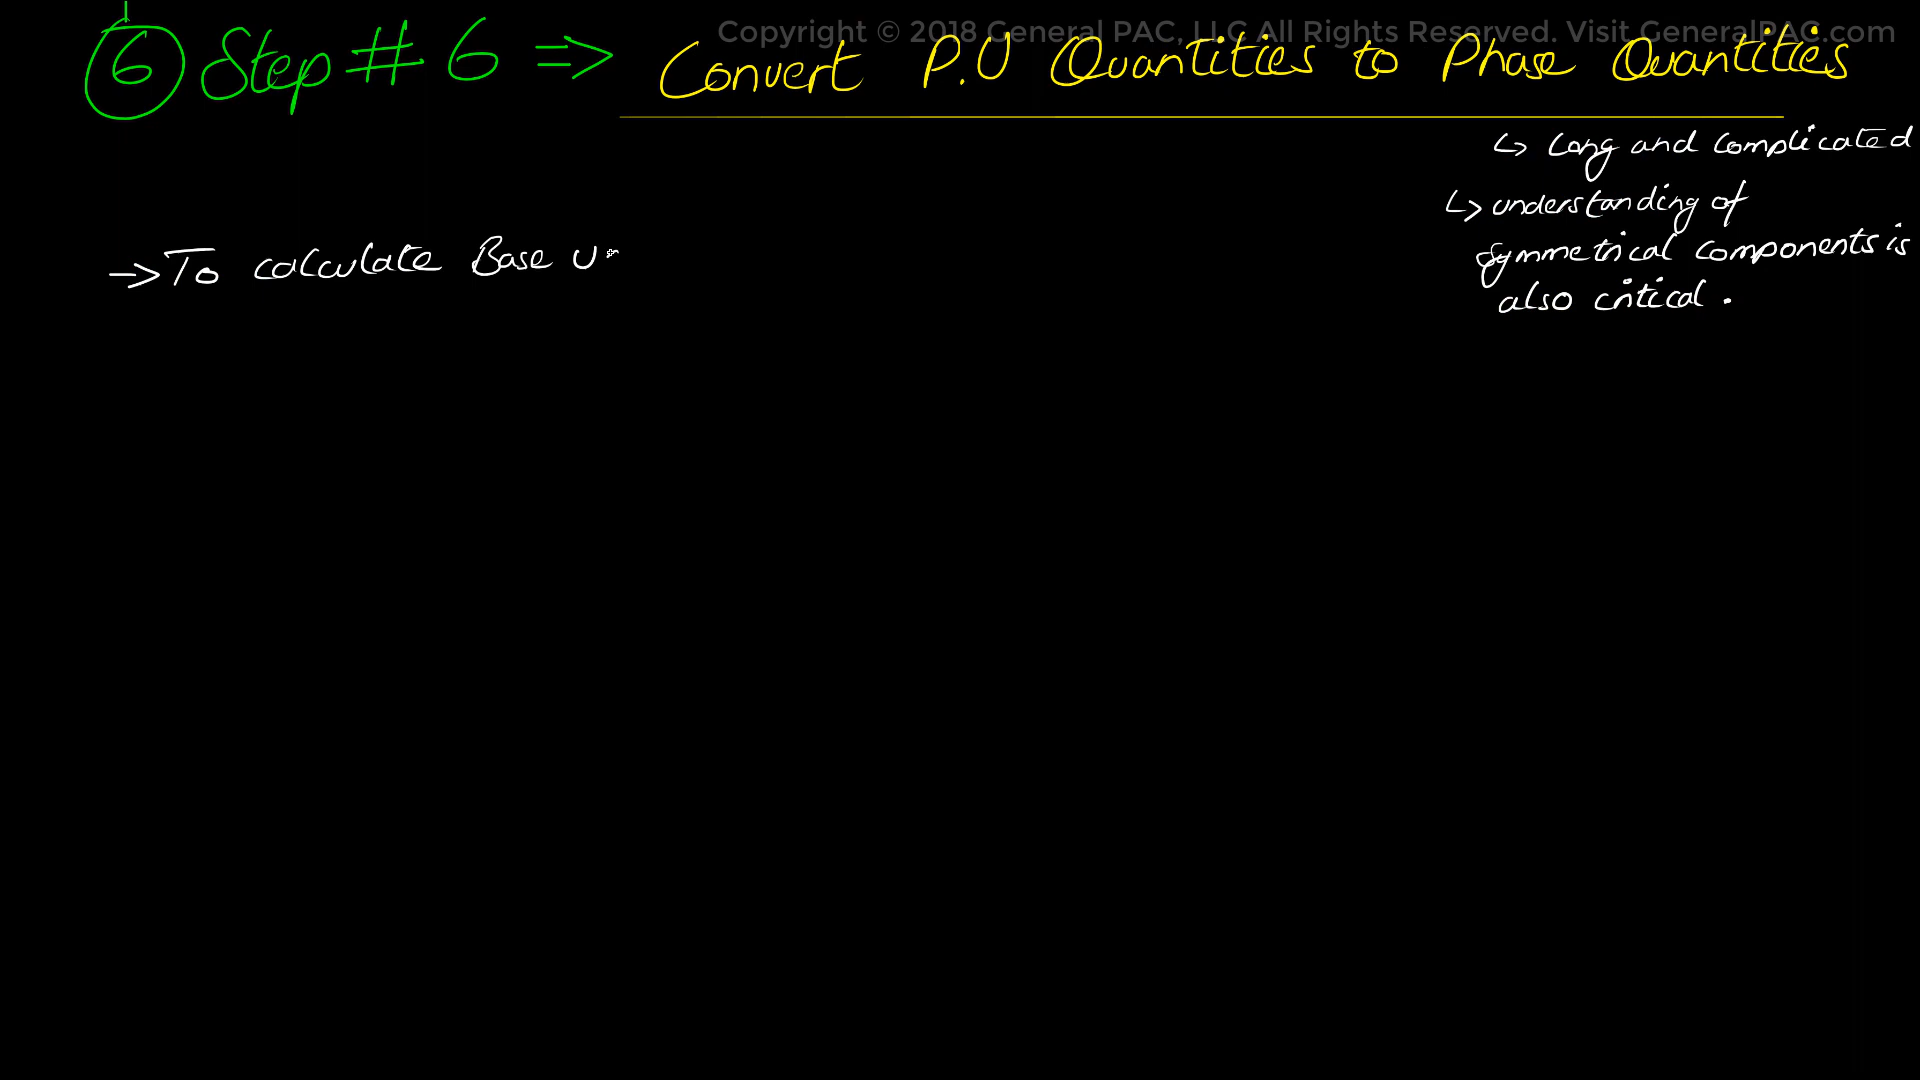 Copyright © 2018 General PAC, LLC All Rights Reserved. Visit GeneralPAC.com
6 Step # 6 => Convert P.U Quantities to Phase Quantities
↳ Long and complicated
↳ understanding of
symmetrical components is
also critical.
→ To calculate Base u